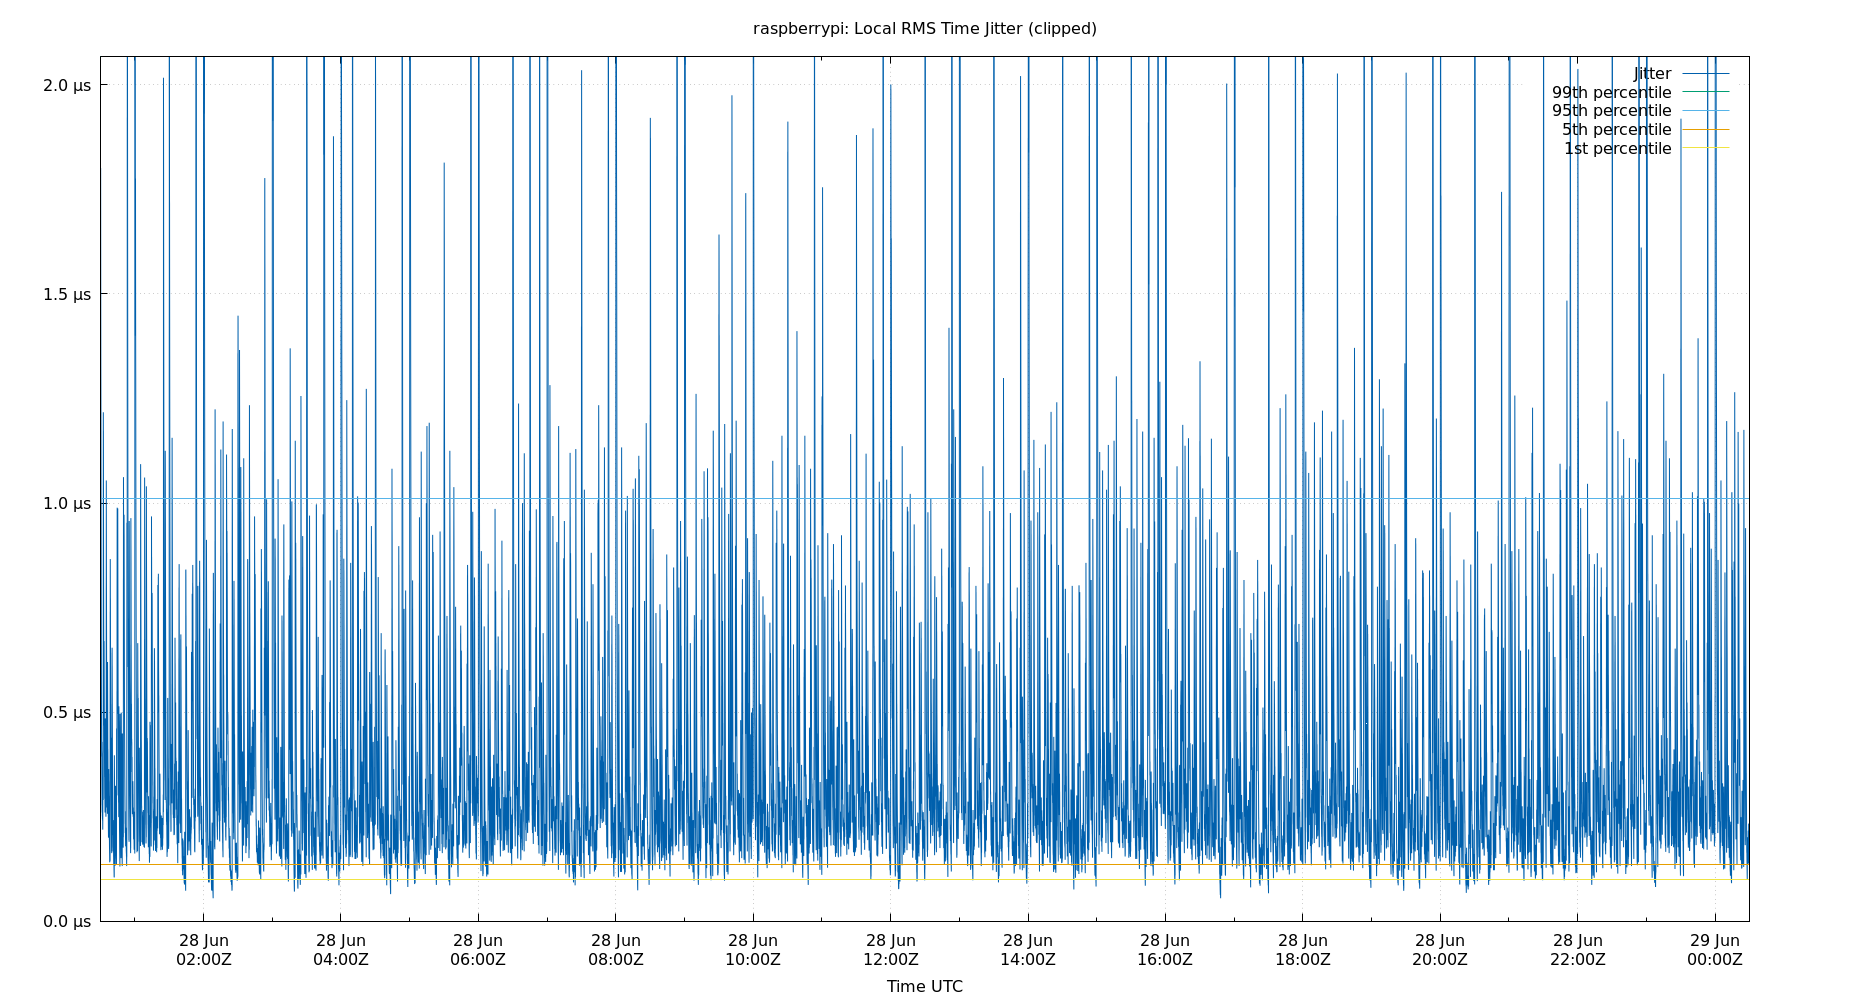 raspberrypi: Local RMS Time Jitter (clipped)
2.0 µs
1.5 µs
1.0 µs
0.5 µs
0.0 µs
Jitter
99th percentile
95th percentile
5th percentile
1st percentile
28 Jun 28 Jun 28 Jun 28 Jun 28 Jun 28 Jun 28 Jun 28 Jun 28 Jun 28 Jun 28 Jun 29 Jun
02:00Z 04:00Z 06:00Z 08:00Z 10:00Z 12:00Z 14:00Z 16:00Z 18:00Z 20:00Z 22:00Z 00:00Z
Time UTC